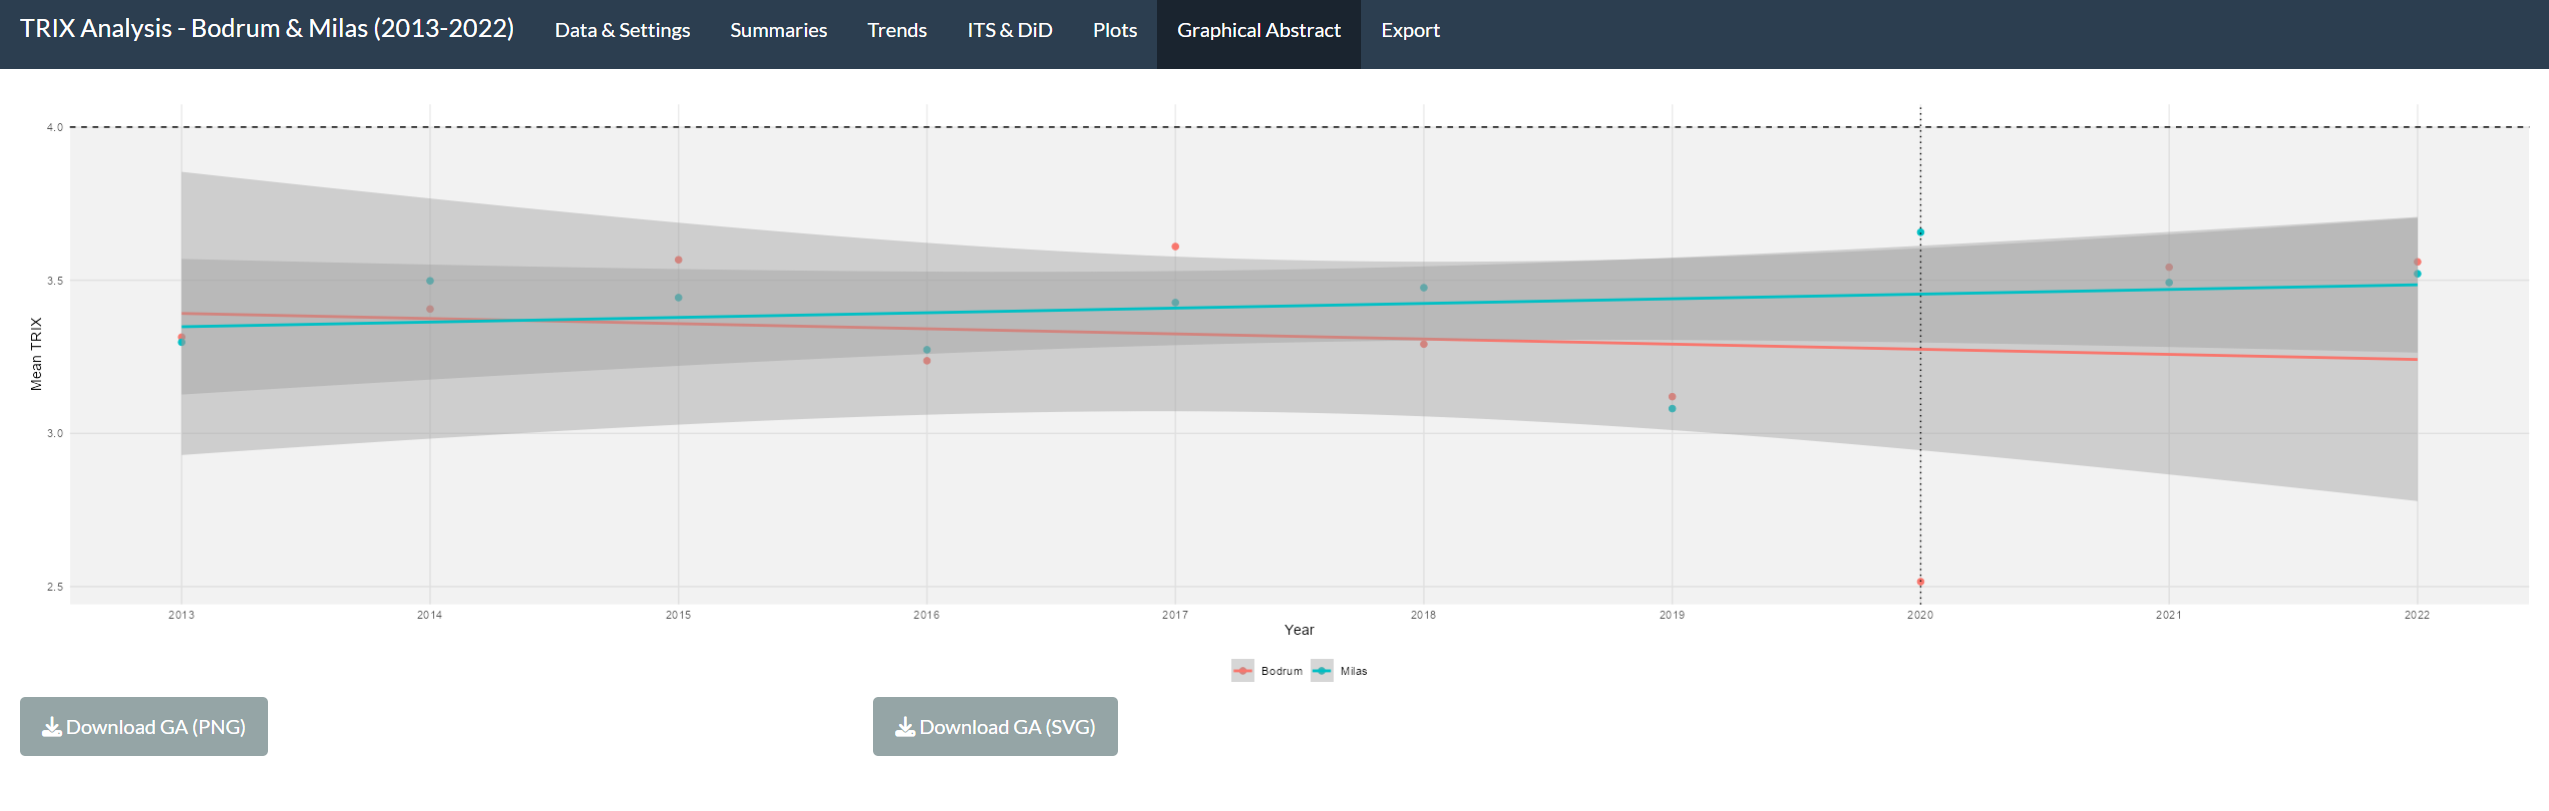 TRIX Analysis - Bodrum & Milas (2013-2022) Data & Settings Summaries Trends ITS & DiD Plots Graphical Abstract Export
4.0
3.5
3.0
2.5
Mean TRIX
2013 2014 2015 2016 2017 2018 2019 2020 2021 2022
Year
Bodrum Milas
Download GA (PNG) Download GA (SVG)